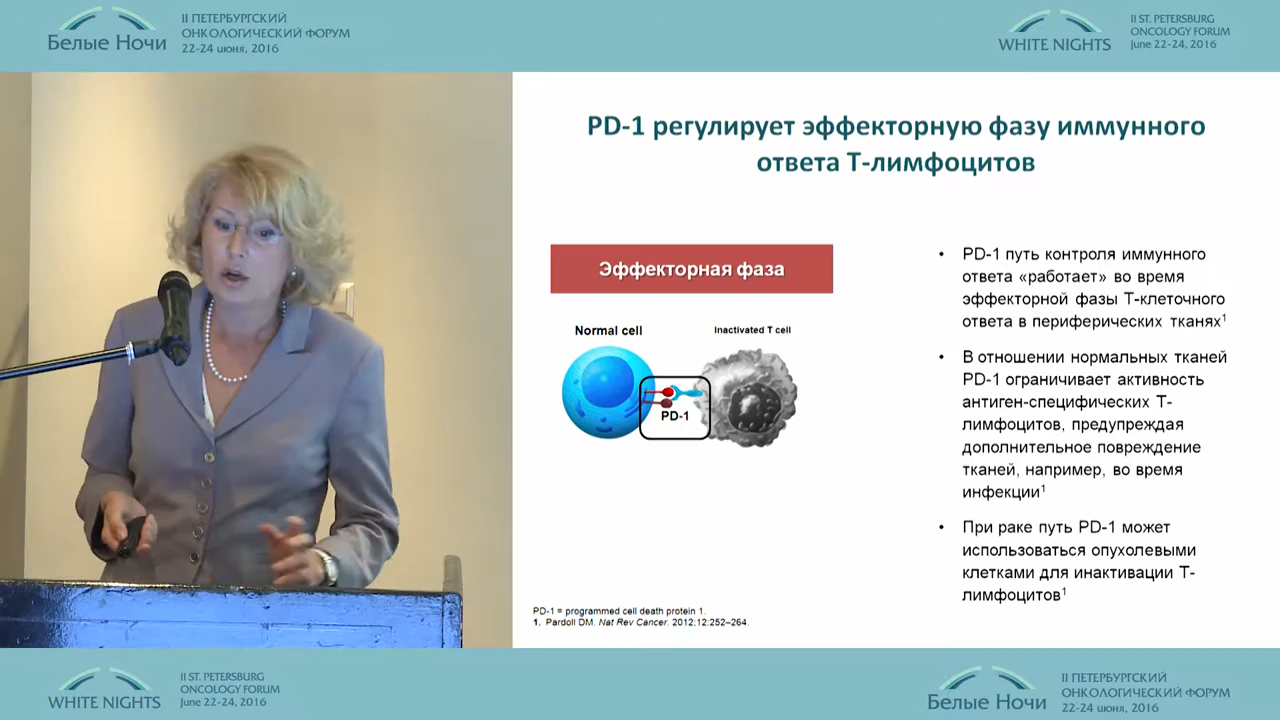 Белые Ночи
II ПЕТЕРБУРГСКИЙ
ОНКОЛОГИЧЕСКИЙ ФОРУМ
22-24 июня, 2016
WHITE NIGHTS
II ST. PETERSBURG
ONCOLOGY FORUM
June 22-24, 2016
PD-1 регулирует эффекторную фазу иммунного
ответа Т-лимфоцитов
Эффекторная фаза
Normal cell
Inactivated T cell
PD-1
• PD-1 путь контроля иммунного
ответа «работает» во время
эффекторной фазы Т-клеточного
ответа в периферических тканях1
• В отношении нормальных тканей
PD-1 ограничивает активность
антиген-специфических Т-
лимфоцитов, предупреждая
дополнительное повреждение
тканей, например, во время
инфекции1
• При раке путь PD-1 может
использоваться опухолевыми
клетками для инактивации Т-
лимфоцитов1
PD-1 = programmed cell death protein 1.
1. Pardoll DM. Nat Rev Cancer. 2012;12:252–264.
WHITE NIGHTS
II ST. PETERSBURG
ONCOLOGY FORUM
June 22-24, 2016
Белые Ночи
II ПЕТЕРБУРГСКИЙ
ОНКОЛОГИЧЕСКИЙ ФОРУМ
22-24 июня, 2016